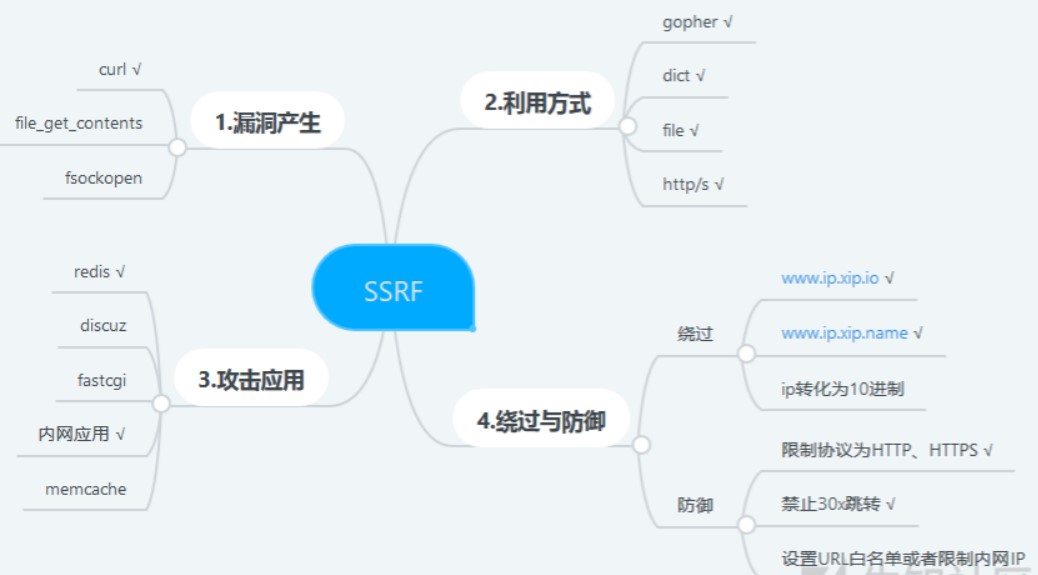 SSRF
1.漏洞产生
curl √
file_get_contents
fsockopen
2.利用方式
gopher √
dict √
file √
http/s √
3.攻击应用
redis √
discuz
fastcgi
内网应用 √
memcache
4.绕过与防御
绕过
www.ip.xip.io √
www.ip.xip.name √
ip转化为10进制
防御
限制协议为HTTP、HTTPS √
禁止30x跳转 √
设置URL白名单或者限制内网IP